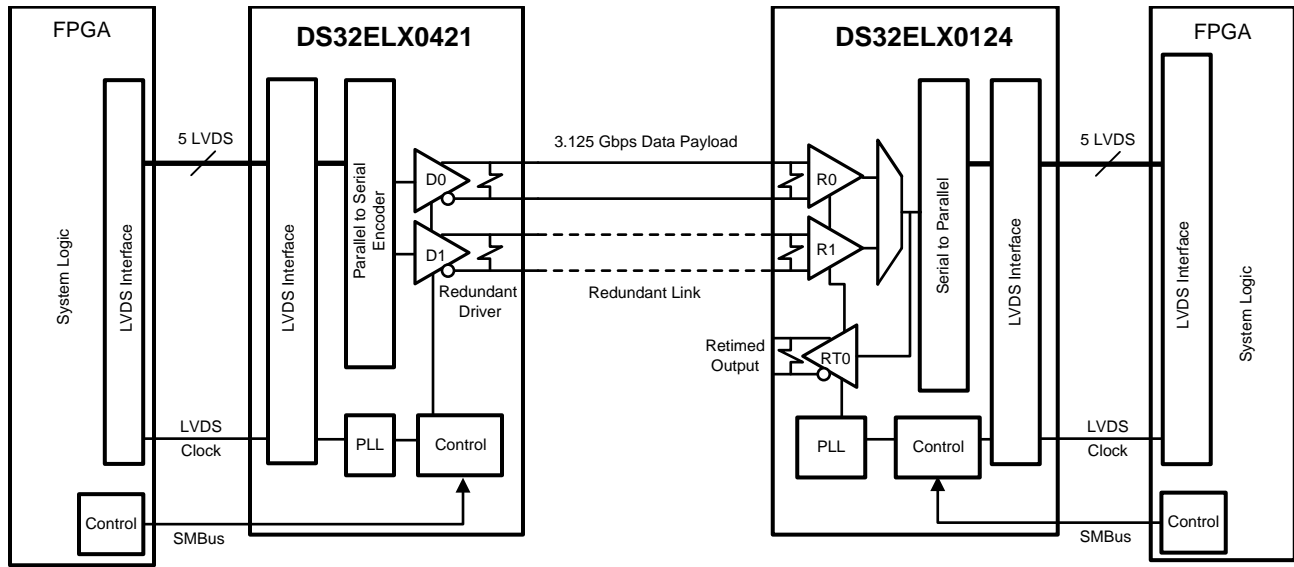 FPGA
DS32ELX0421
DS32ELX0124
FPGA
System Logic
LVDS Interface
5 LVDS
LVDS Interface
Parallel to Serial
Encoder
D0
D1
3.125 Gbps Data Payload
Redundant
Driver
Redundant Link
R0
R1
Retimed
Output
RT0
Serial to Parallel
LVDS Interface
5 LVDS
LVDS Interface
System Logic
LVDS
Clock
PLL
Control
PLL
Control
LVDS
Clock
Control
SMBus
SMBus
Control